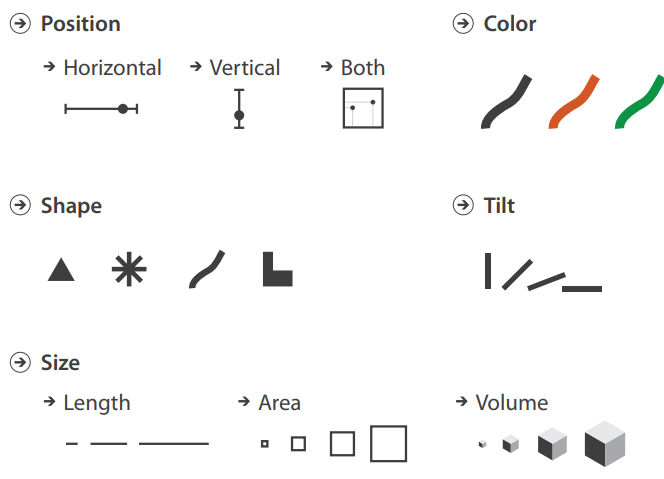 Position
Color
Horizontal
Vertical
Both
Shape
Tilt
Size
Length
Area
Volume